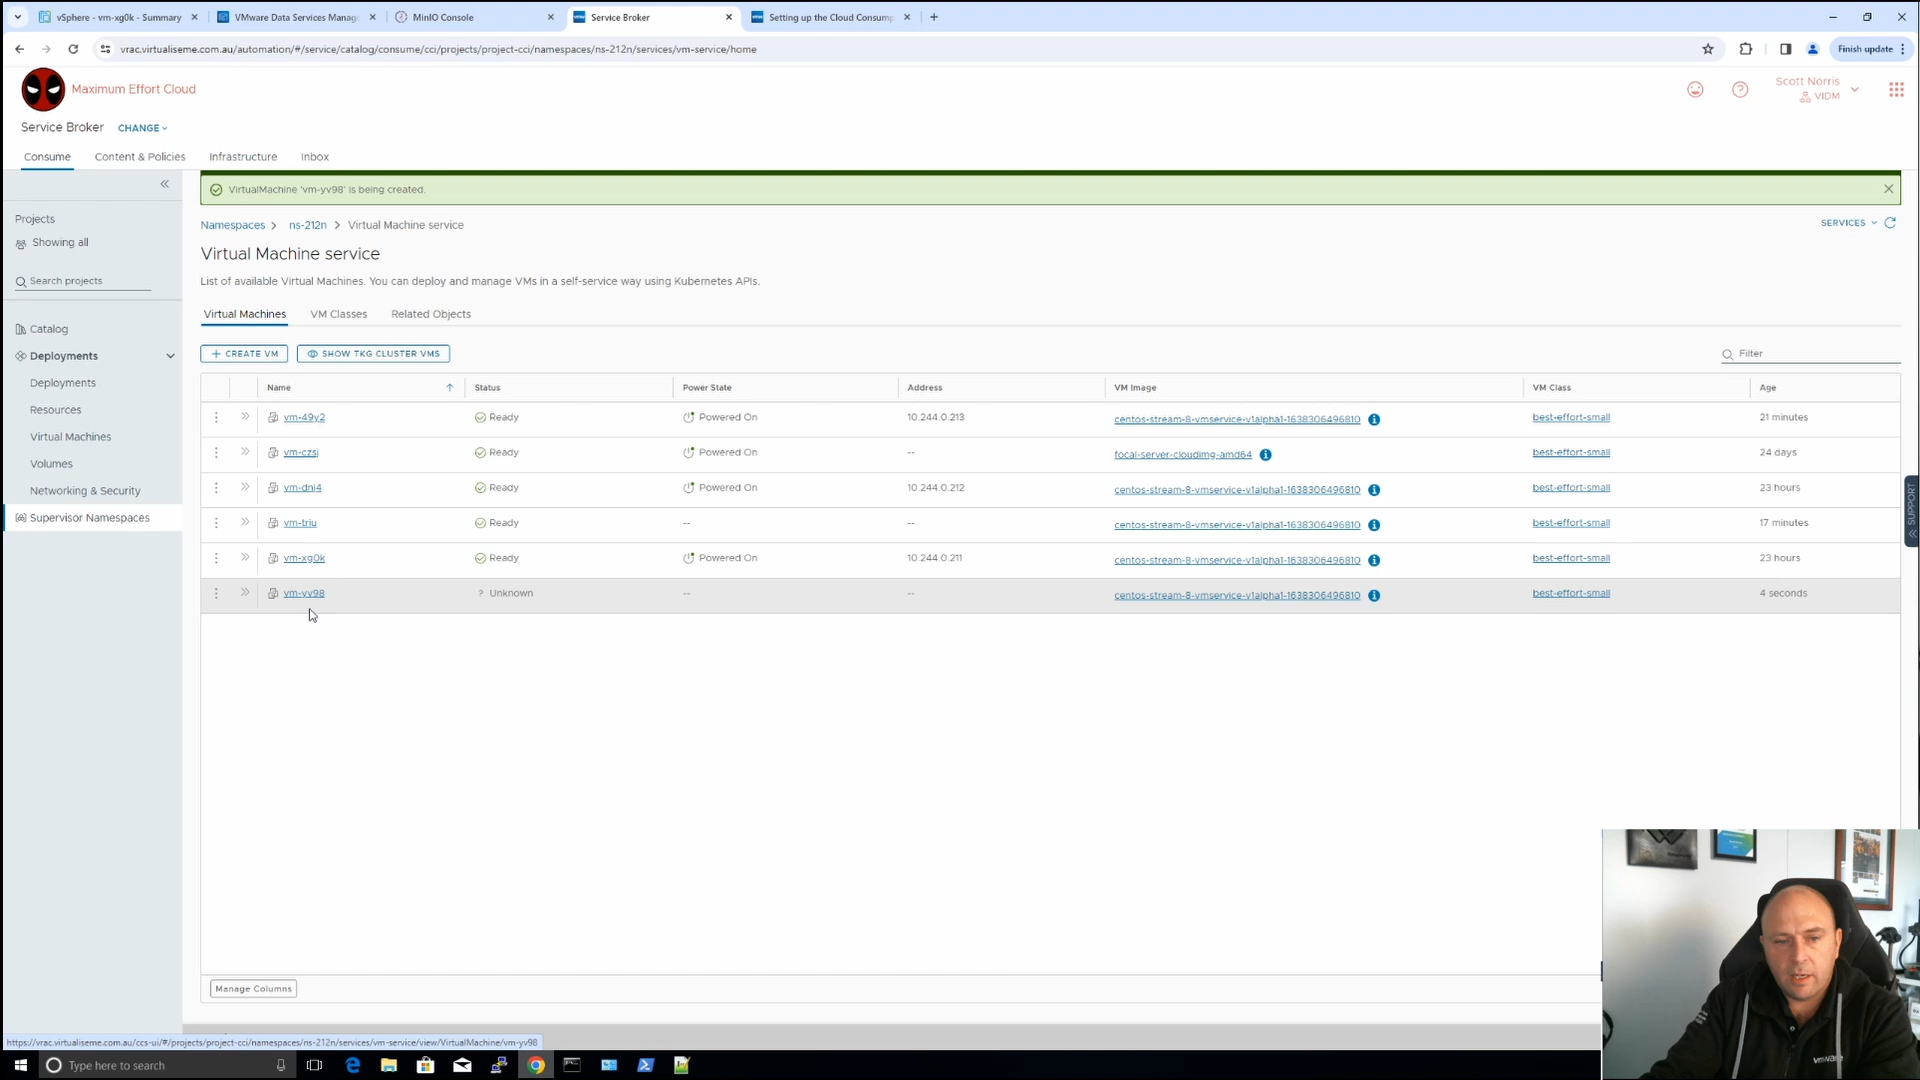 vSphere - vm-xg0k - Summary
VMware Data Services Manag
MinIO Console
Service Broker
Setting up the Cloud Consump
vrac.virtualiseme.com.au/automation/#/service/catalog/consume/cci/projects/project-cci/namespaces/ns-212n/services/vm-service/home
Finish update
Maximum Effort Cloud
Scott Norris
VIDM
Service Broker CHANGE
Consume Content & Policies Infrastructure Inbox
VirtualMachine 'vm-yv98' is being created.
Projects
Showing all
Search projects
Catalog
Deployments
Deployments
Resources
Virtual Machines
Volumes
Networking & Security
Supervisor Namespaces
Namespaces > ns-212n > Virtual Machine service
SERVICES
Virtual Machine service
List of available Virtual Machines. You can deploy and manage VMs in a self-service way using Kubernetes APIs.
Virtual Machines VM Classes Related Objects
+ CREATE VM SHOW TKG CLUSTER VMS
Filter
Name Status Power State Address VM Image VM Class Age
vm-49y2 Ready Powered On 10.244.0.213 centos-stream-8-vmservice-v1alpha1-1638306496810 best-effort-small 21 minutes
vm-czsj Ready Powered On -- focal-server-cloudimg-amd64 best-effort-small 24 days
vm-dnj4 Ready Powered On 10.244.0.212 centos-stream-8-vmservice-v1alpha1-1638306496810 best-effort-small 23 hours
vm-triu Ready -- -- centos-stream-8-vmservice-v1alpha1-1638306496810 best-effort-small 17 minutes
vm-xg0k Ready Powered On 10.244.0.211 centos-stream-8-vmservice-v1alpha1-1638306496810 best-effort-small 23 hours
vm-yv98 ? Unknown -- -- centos-stream-8-vmservice-v1alpha1-1638306496810 best-effort-small 4 seconds
SUPPORT
Manage Columns
https://vrac.virtualiseme.com.au/ccs-ui/#/projects/project-cci/namespaces/ns-212n/services/vm-service/view/VirtualMachine/vm-yv98
Type here to search
vmware